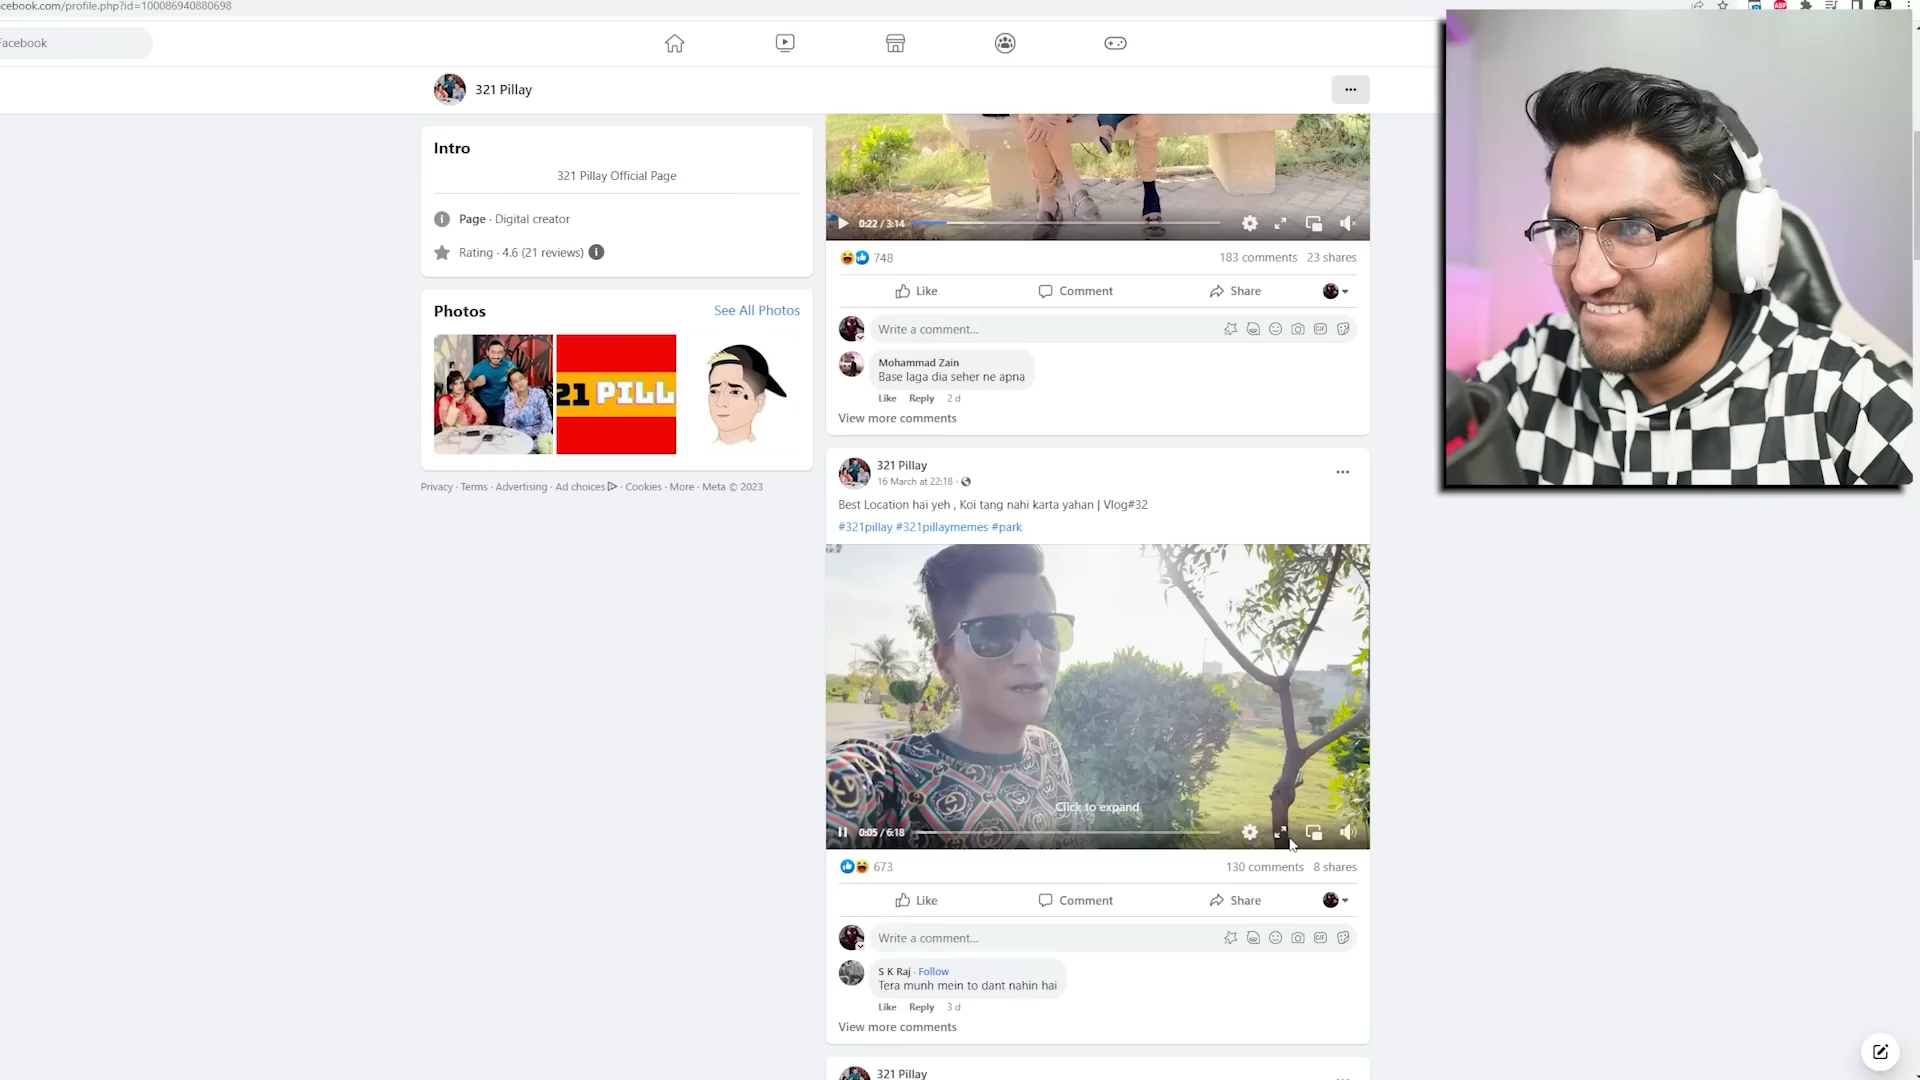 acebook.com/profile.php?id=100086940880698
Facebook
321 Pillay
Intro
321 Pillay Official Page
Page · Digital creator
Rating · 4.6 (21 reviews)
Photos
See All Photos
21 PILL
Privacy · Terms · Advertising · Ad choices · Cookies · More · Meta © 2023
0:22 / 3:14
748
183 comments 23 shares
Like
Comment
Share
Write a comment...
GIF
Mohammad Zain
Base laga dia seher ne apna
Like Reply 2 d
View more comments
321 Pillay
16 March at 22:18 ·
Best Location hai yeh , Koi tang nahi karta yahan | Vlog#32
#321pillay #321pillaymemes #park
Click to expand
0:05 / 6:18
673
130 comments 8 shares
Like
Comment
Share
Write a comment...
GIF
S K Raj · Follow
Tera munh mein to dant nahin hai
Like Reply 3 d
View more comments
321 Pillay
ABP